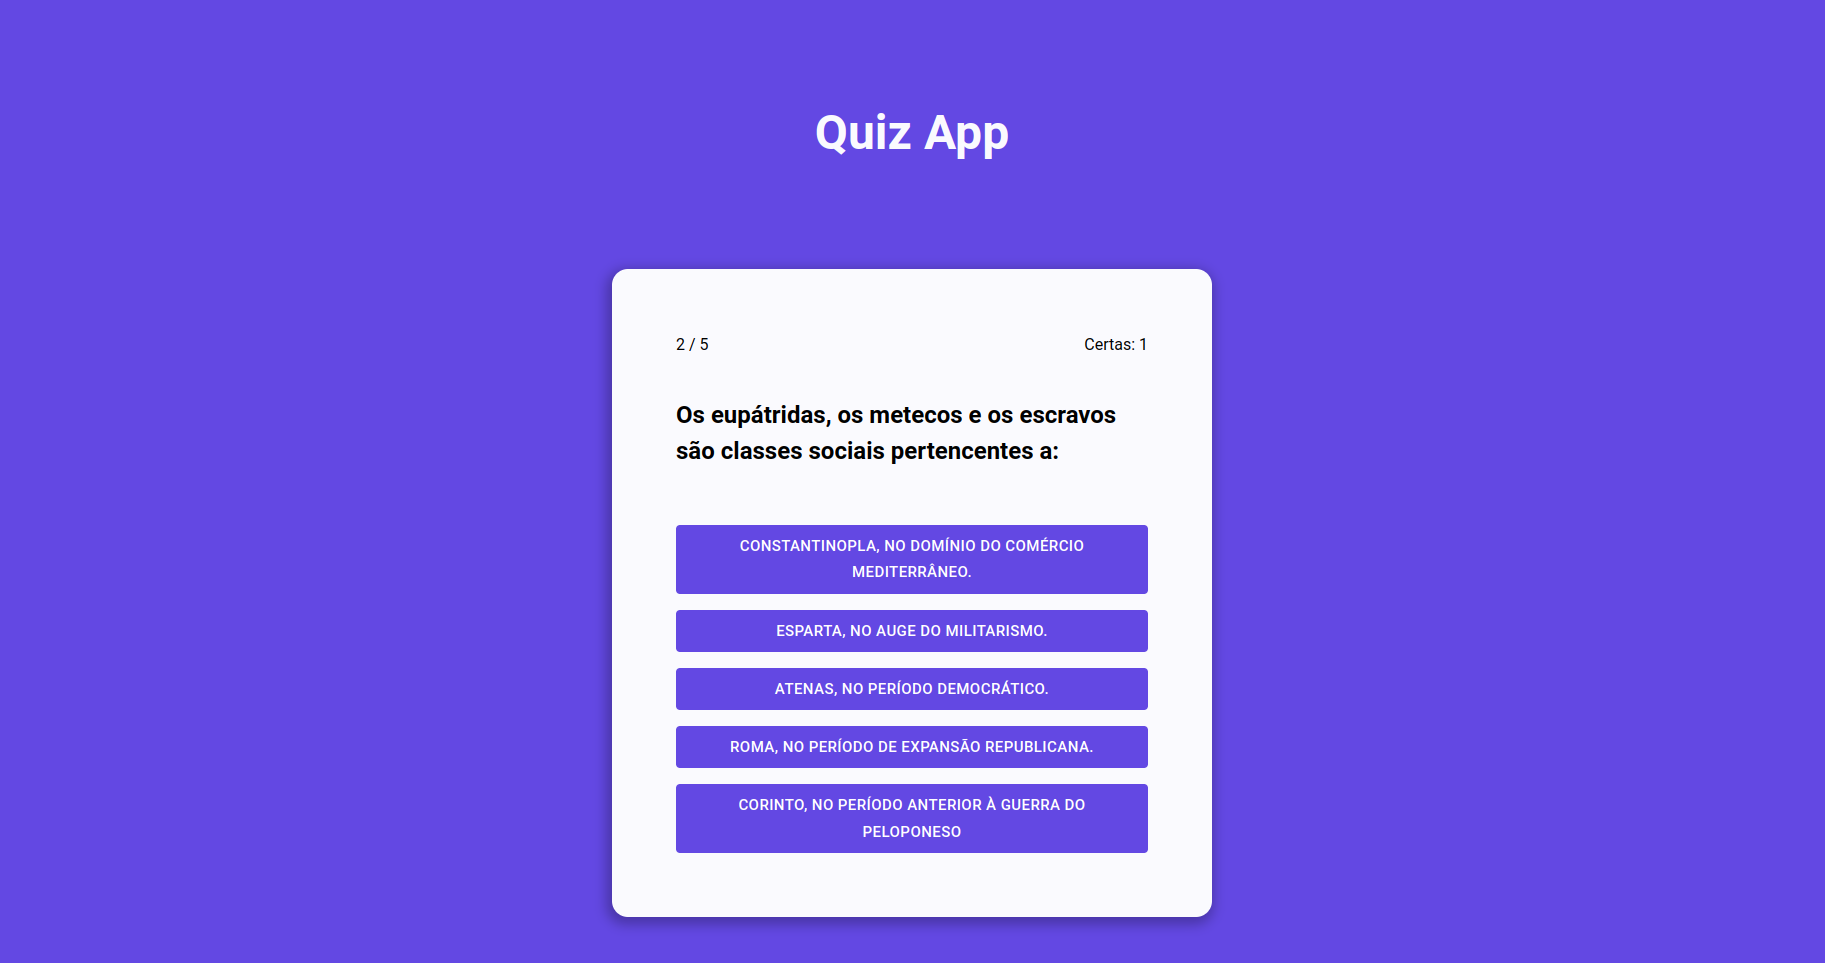 Quiz App
2 / 5
Certas: 1
Os eupátridas, os metecos e os escravos
são classes sociais pertencentes a:
CONSTANTINOPLA, NO DOMÍNIO DO COMÉRCIO
MEDITERRÂNEO.
ESPARTA, NO AUGE DO MILITARISMO.
ATENAS, NO PERÍODO DEMOCRÁTICO.
ROMA, NO PERÍODO DE EXPANSÃO REPUBLICANA.
CORINTO, NO PERÍODO ANTERIOR À GUERRA DO
PELOPONESO